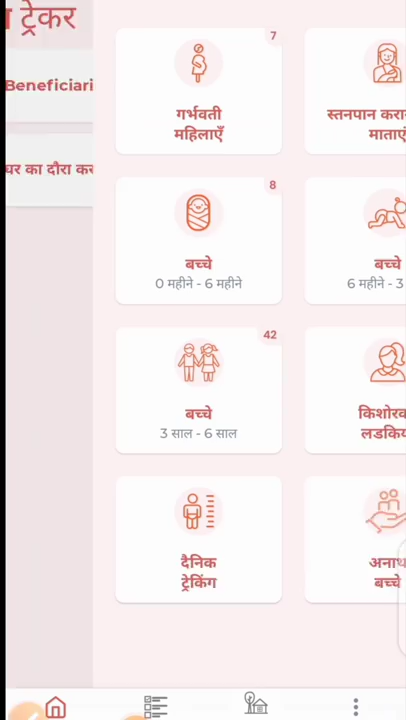 ट्रेकर
Beneficiari
घर का दौरा कर
7
गर्भवती
महिलाएँ
स्तनपान करा
माताएं
8
बच्चे
0 महीने - 6 महीने
बच्चे
6 महीने - 3
42
बच्चे
3 साल - 6 साल
किशोरव
लडकिय
दैनिक
ट्रेकिंग
अनाथ
बच्चे